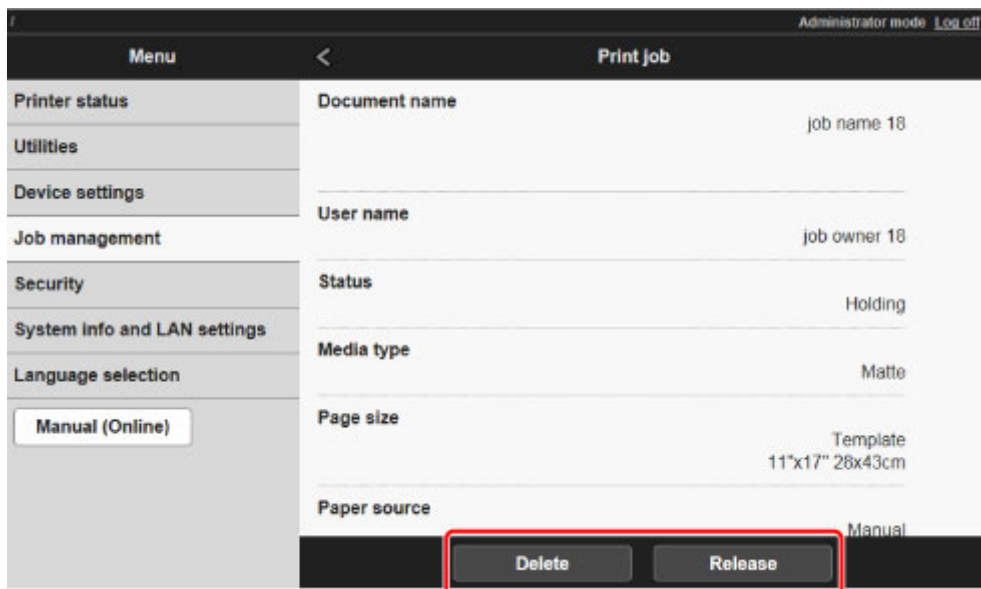 Administrator mode Log off
Menu
Print job
Printer status
Utilities
Device settings
Job management
Security
System info and LAN settings
Language selection
Manual (Online)
Document name
job name 18
User name
job owner 18
Status
Holding
Media type
Matte
Page size
Template
11"x17" 28x43cm
Paper source
Manual
Delete
Release